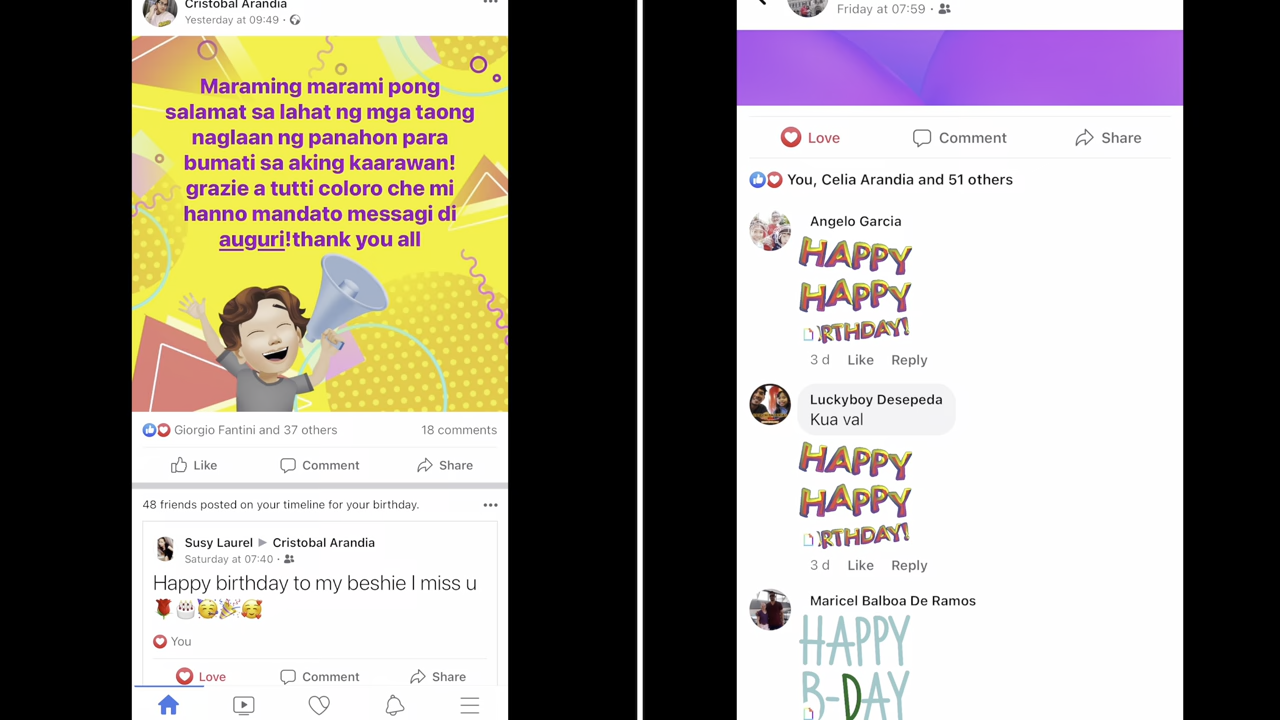 Cristobal Arandia
Yesterday at 09:49
Maraming marami pong
salamat sa lahat ng mga taong
naglaan ng panahon para
bumati sa aking kaarawan!
grazie a tutti coloro che mi
hanno mandato messagi di
auguri!thank you all
Giorgio Fantini and 37 others 18 comments
Like Comment Share
48 friends posted on your timeline for your birthday.
Susy Laurel Cristobal Arandia
Saturday at 07:40
Happy birthday to my beshie I miss u
You
Love Comment Share
Friday at 07:59
Love Comment Share
You, Celia Arandia and 51 others
Angelo Garcia
HAPPY
HAPPY
BIRTHDAY!
3 d Like Reply
Luckyboy Desepeda
Kua val
HAPPY
HAPPY
BIRTHDAY!
3 d Like Reply
Maricel Balboa De Ramos
HAPPY
B-DAY